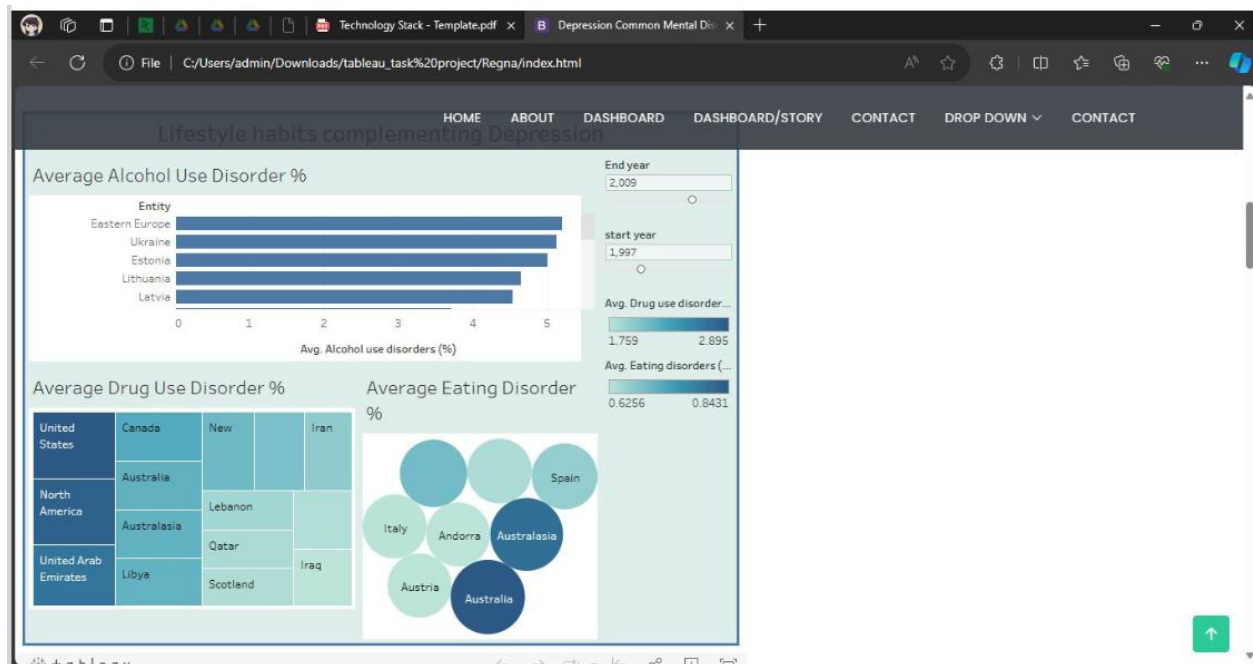 Technology Stack - Template.pdf
Depression Common Mental Dis
File
C:/Users/admin/Downloads/tableau_task%20project/Regna/index.html
HOME ABOUT DASHBOARD DASHBOARD/STORY CONTACT DROP DOWN CONTACT
Lifestyle habits complementing Depression
Average Alcohol Use Disorder %
Entity
Eastern Europe
Ukraine
Estonia
Lithuania
Latvia
0 1 2 3 4 5
Avg. Alcohol use disorders (%)
End year
2,009
start year
1,997
Avg. Drug use disorder...
1.759 2.895
Avg. Eating disorders (...
0.6256 0.8431
Average Drug Use Disorder %
United
States
North
America
United Arab
Emirates
Canada
Australia
Australasia
Libya
New
Iran
Lebanon
Qatar
Scotland
Iraq
Average Eating Disorder
%
Spain
Italy
Andorra
Australasia
Austria
Australia